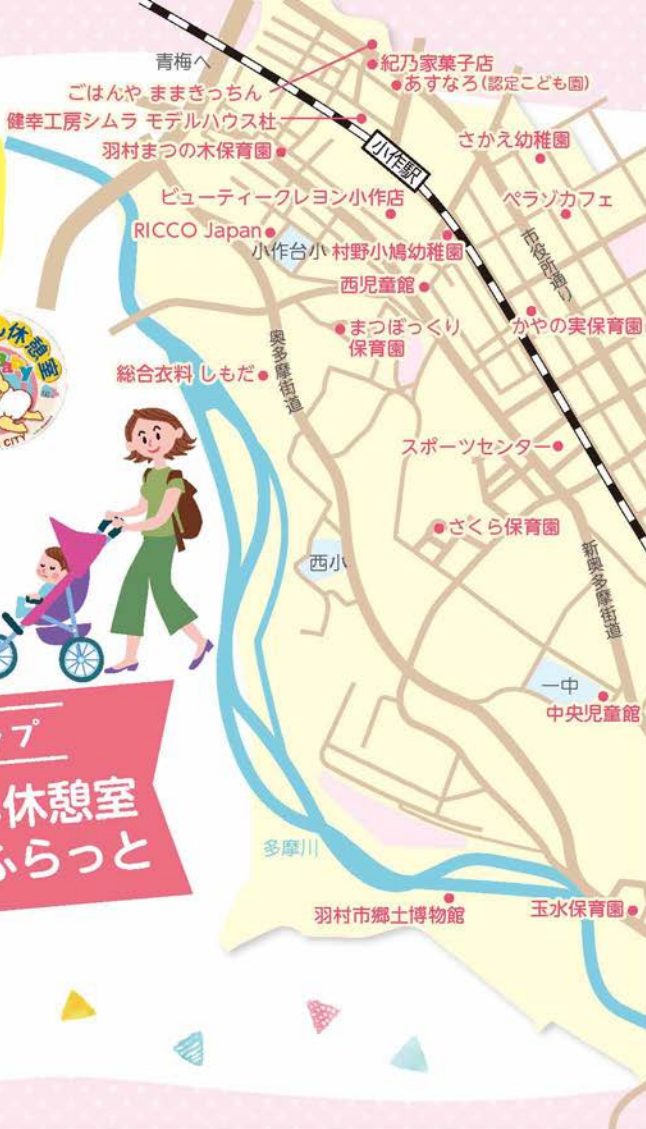 青梅へ
紀乃家菓子店
あすなろ(認定こども園)
ごはんや ままきっちん
健幸工房シムラ モデルハウス杜
羽村まつの木保育園
小作駅
さかえ幼稚園
ビューティークレヨン小作店
ペラゾカフェ
RICCO Japan
小作台小
村野小鳩幼稚園
市役所通り
西児童館
まつぼっくり
保育園
かやの実保育園
奥多摩街道
総合衣料 しもだ
休憩室
CITY
スポーツセンター
さくら保育園
西小
新奥多摩街道
一中
中央児童館
ップ
休憩室
ふらっと
多摩川
羽村市郷土博物館
玉水保育園